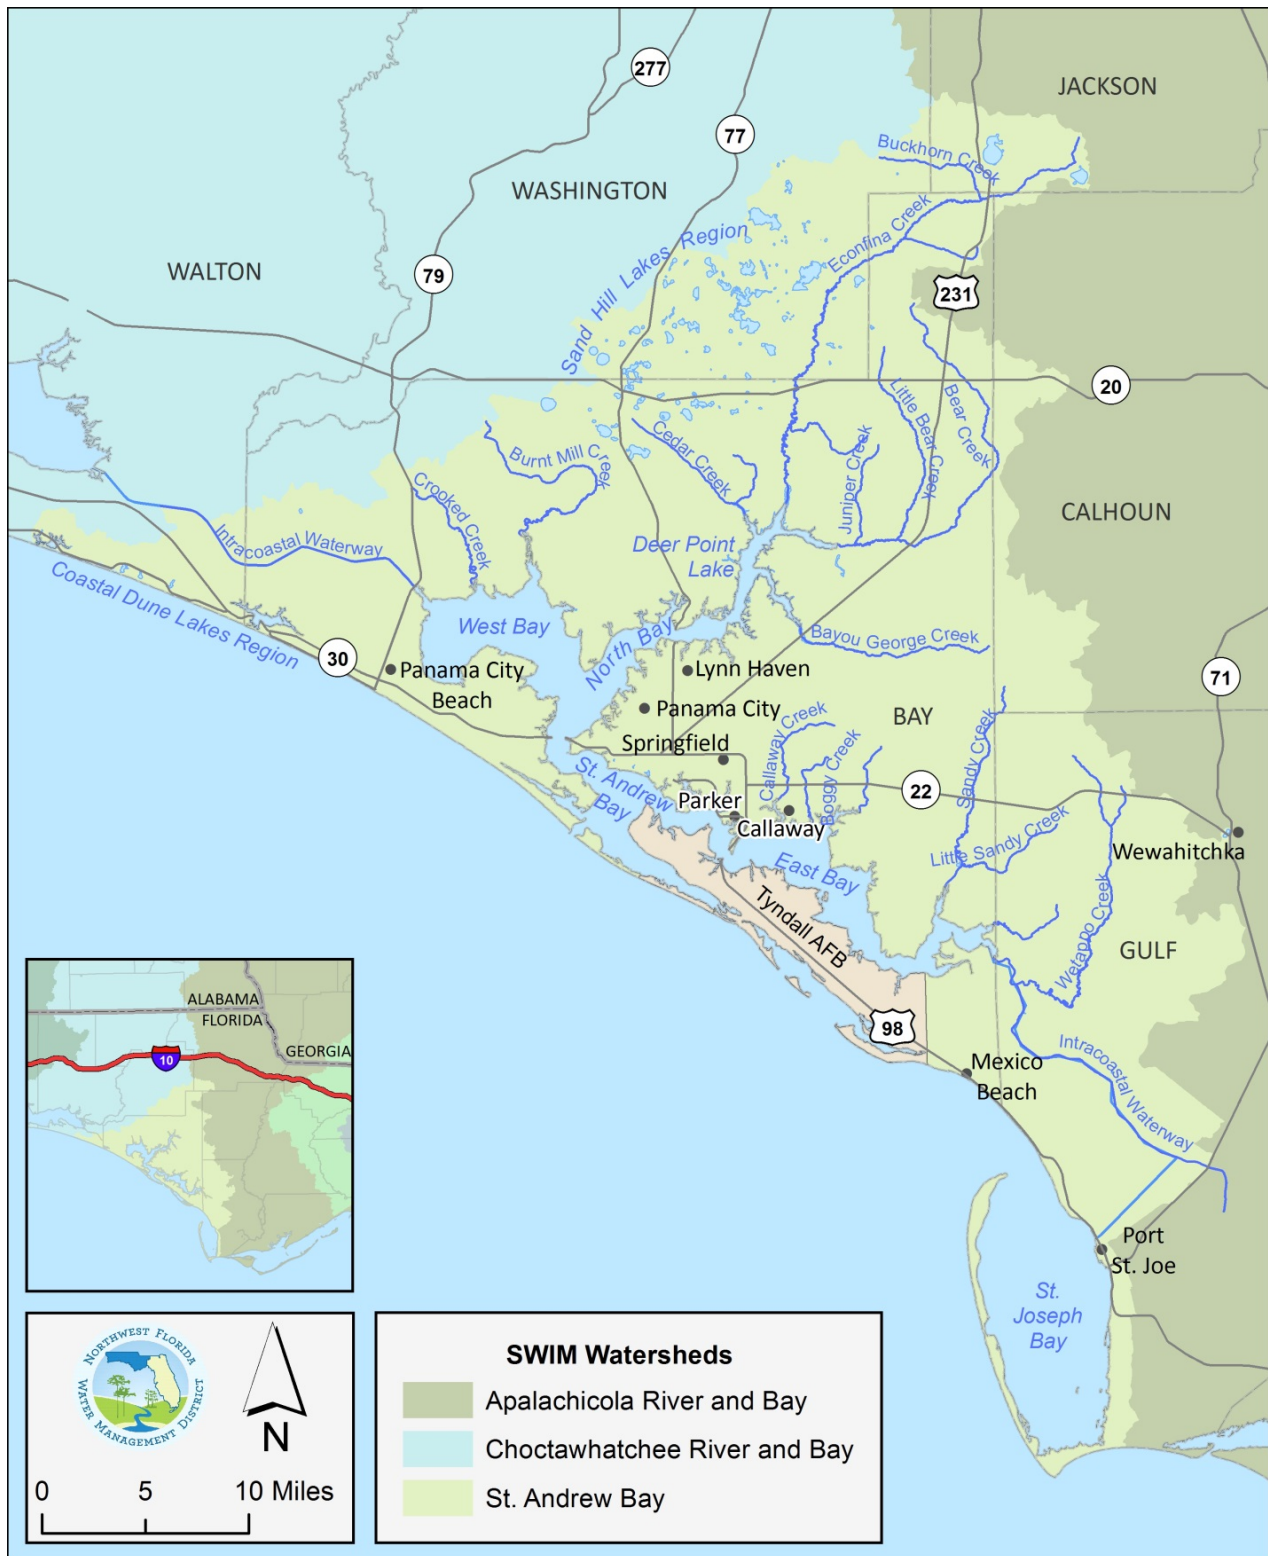 JACKSON
277
77
Buckhorn Creek
WASHINGTON
Econfina Creek
Sand Hill Lakes Region
WALTON
79
231
20
Little Bear Creek
Bear Creek
Cedar Creek
Juniper Creek
Burnt Mill
Creek
Crooked Creek
CALHOUN
Intracoastal Waterway
Deer Point
Lake
Coastal Dune Lakes Region
West Bay
North Bay
Bayou George Creek
30
Panama City
Beach
Lynn Haven
71
Panama City
BAY
Springfield
Callaway Creek
Boggy Creek
Sandy Creek
St. Andrew
Bay
22
Parker
Callaway
Little Sandy Creek
Wewahitchka
East Bay
Tyndall AFB
Wetappo Creek
GULF
98
Mexico
Beach
Intracoastal Waterway
Port
St. Joe
St.
Joseph
Bay
ALABAMA
FLORIDA
GEORGIA
10
NORTHWEST FLORIDA
WATER MANAGEMENT DISTRICT
N
0 5 10 Miles
SWIM Watersheds
Apalachicola River and Bay
Choctawhatchee River and Bay
St. Andrew Bay